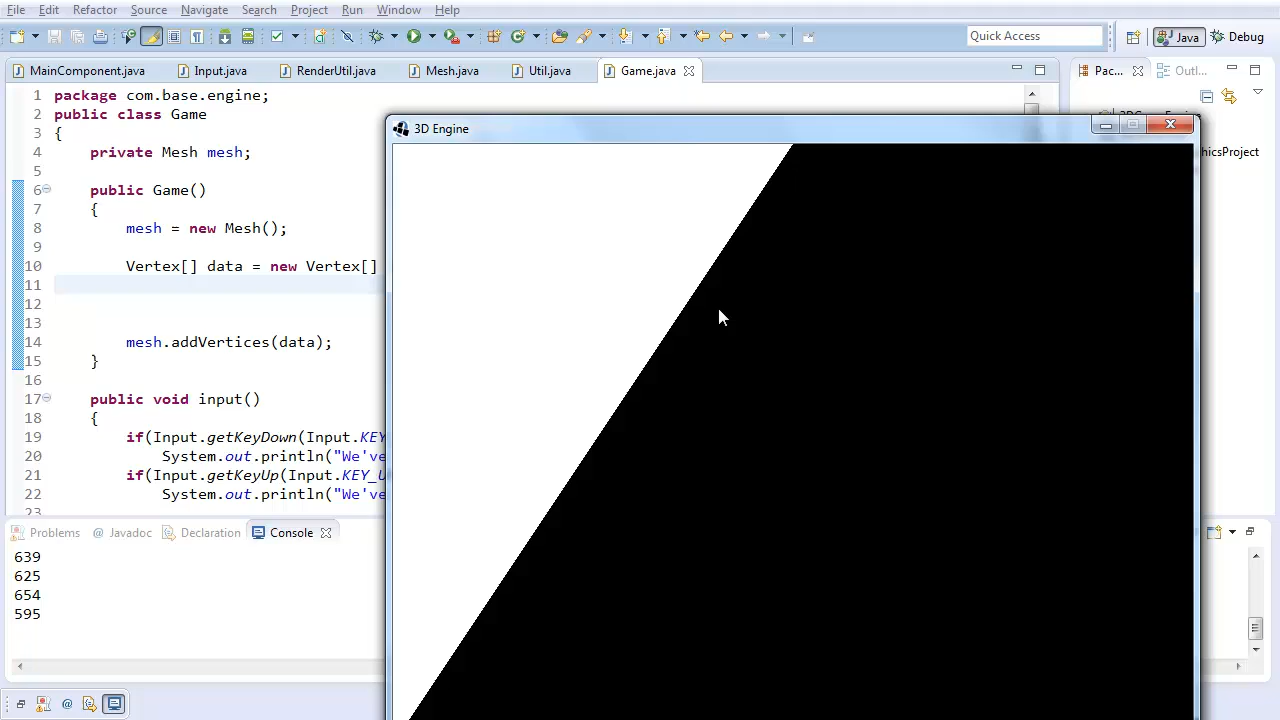 File Edit Refactor Source Navigate Search Project Run Window Help
Quick Access Java Debug
MainComponent.java Input.java RenderUtil.java Mesh.java Util.java Game.java Pac... Outl...
1 package com.base.engine;
2 public class Game
3 {
4 private Mesh mesh;
5
6 public Game()
7 {
8 mesh = new Mesh();
9
10 Vertex[] data = new Vertex[]
11
12
13
14 mesh.addVertices(data);
15 }
16
17 public void input()
18 {
19 if(Input.getKeyDown(Input.KEY
20 System.out.println("We've
21 if(Input.getKeyUp(Input.KEY_
22 System.out.println("We've
23
3D Engine
hicsProject
Problems Javadoc Declaration Console
639
625
654
595